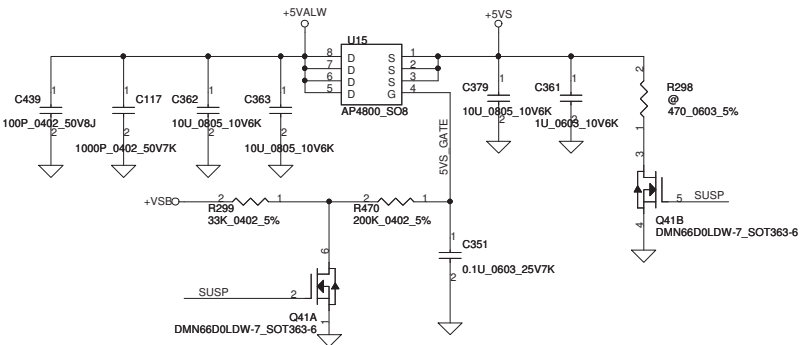 +5VALW
+5VS
U15
8 D S 1
7 D S 2
6 D S 3
5 D G 4
AP4800_SO8
1
C439
2
100P_0402_50V8J
1
C117
2
1000P_0402_50V7K
1
C362
2
10U_0805_10V6K
1
C363
2
10U_0805_10V6K
5VS_GATE
1
C379
2
10U_0805_10V6K
1
C361
2
1U_0603_10V6K
2
R298
@
470_0603_5%
1
3
5 SUSP
4
Q41B
DMN66D0LDW-7_SOT363-6
+VSB
2 1
R299
33K_0402_5%
2 1
R470
200K_0402_5%
1
C351
2
0.1U_0603_25V7K
6
SUSP 2
1
Q41A
DMN66D0LDW-7_SOT363-6